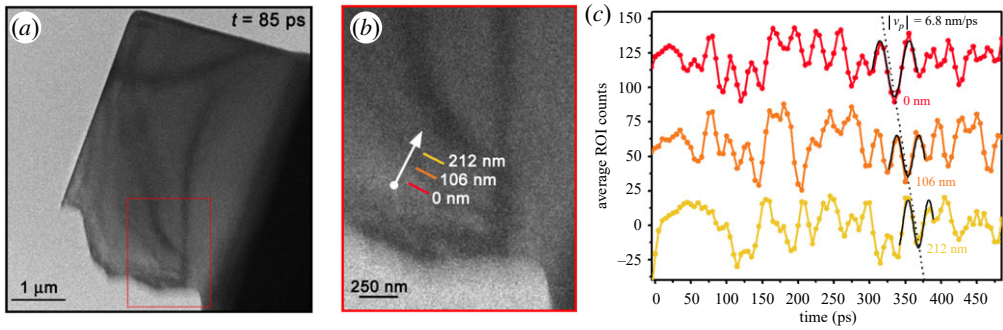 (a)
t = 85 ps
1 μm
(b)
212 nm
106 nm
0 nm
250 nm
(c)
average ROI counts
150
125
100
75
50
25
0
−25
|vp| = 6.8 nm/ps
0 nm
106 nm
212 nm
0 50 100 150 200 250 300 350 400 450
time (ps)